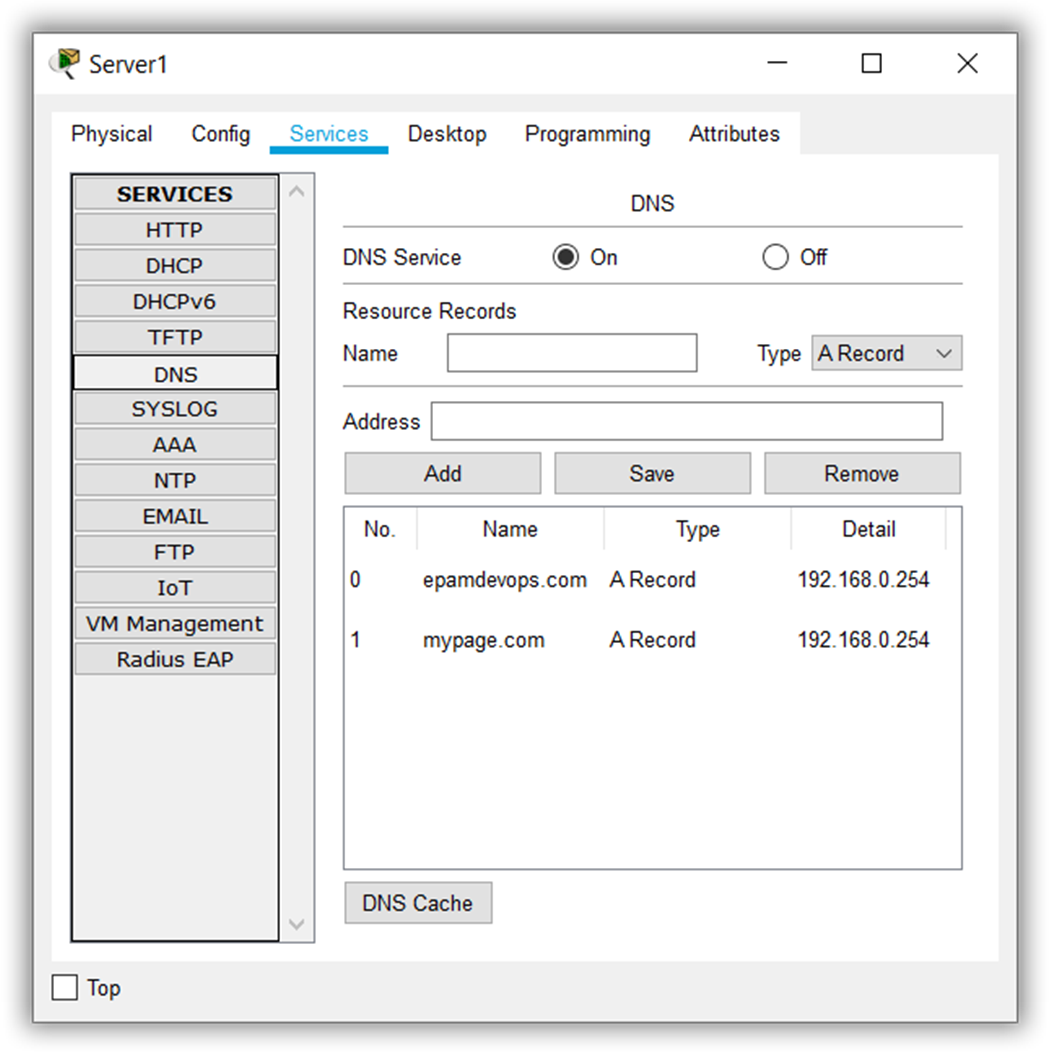 Server1
Physical Config Services Desktop Programming Attributes
SERVICES
HTTP
DHCP
DHCPv6
TFTP
DNS
SYSLOG
AAA
NTP
EMAIL
FTP
IoT
VM Management
Radius EAP
DNS
DNS Service On Off
Resource Records
Name Type A Record
Address
Add Save Remove
No. Name Type Detail
0 epamdevops.com A Record 192.168.0.254
1 mypage.com A Record 192.168.0.254
DNS Cache
Top